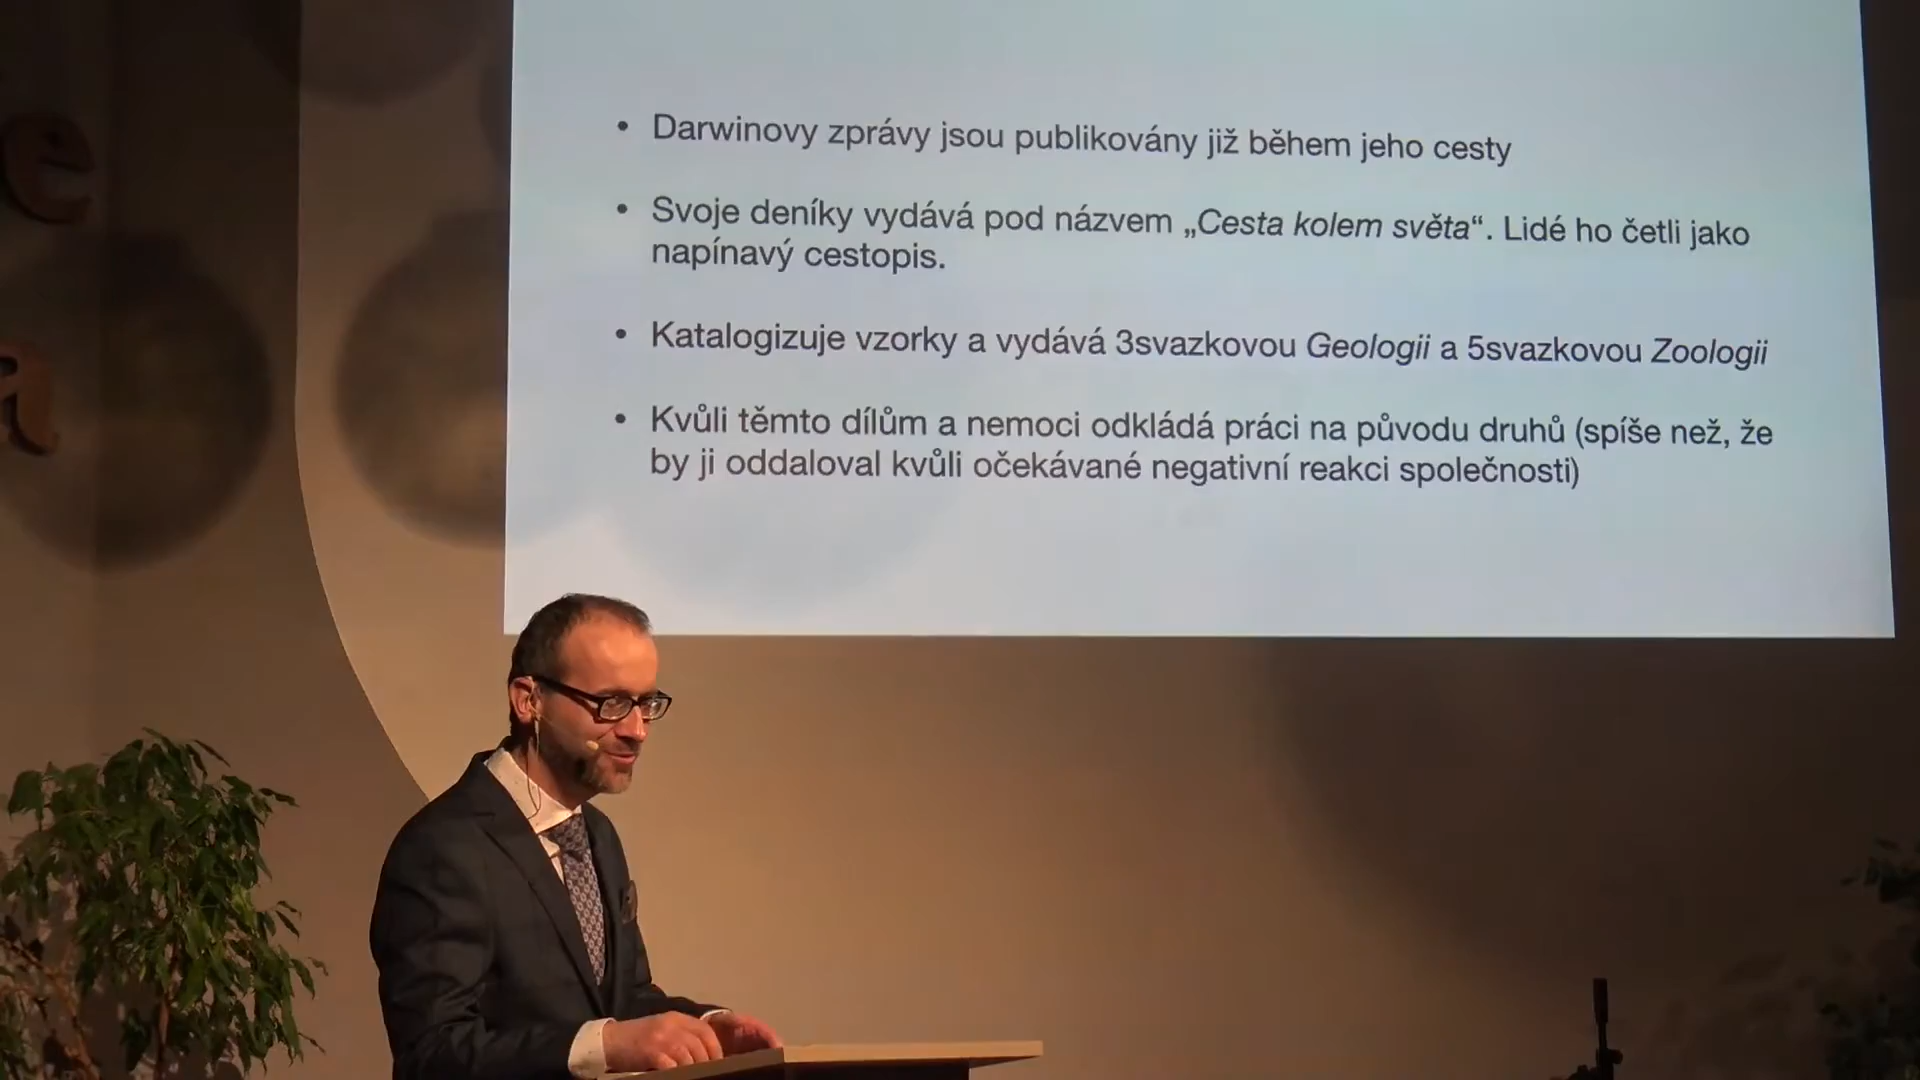 e
a
• Darwinovy zprávy jsou publikovány již během jeho cesty
• Svoje deníky vydává pod názvem „Cesta kolem světa“. Lidé ho četli jako
napínavý cestopis.
• Katalogizuje vzorky a vydává 3svazkovou Geologii a 5svazkovou Zoologii
• Kvůli těmto dílům a nemoci odkládá práci na původu druhů (spíše než, že
by ji oddaloval kvůli očekávané negativní reakci společnosti)